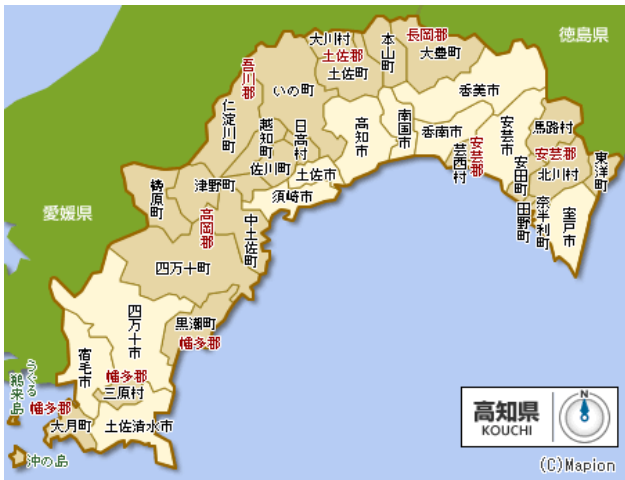 徳島県
愛媛県
大川村
土佐郡
土佐町
本山町
長岡郡
大豊町
吾川郡
いの町
仁淀川町
越知町
日高村
佐川町
高知市
南国市
香美市
香南市
芸西村
安芸郡
安芸市
馬路村
安芸郡
北川村
東洋町
安田町
田野町
奈半利町
室戸市
土佐市
須崎市
津野町
梼原町
高岡郡
中土佐町
四万十町
黒潮町
幡多郡
四万十市
宿毛市
幡多郡
三原村
土佐清水市
幡多郡
大月町
うぐる
鵜来島
沖の島
高知県
KOUCHI
N
(C)Mapion